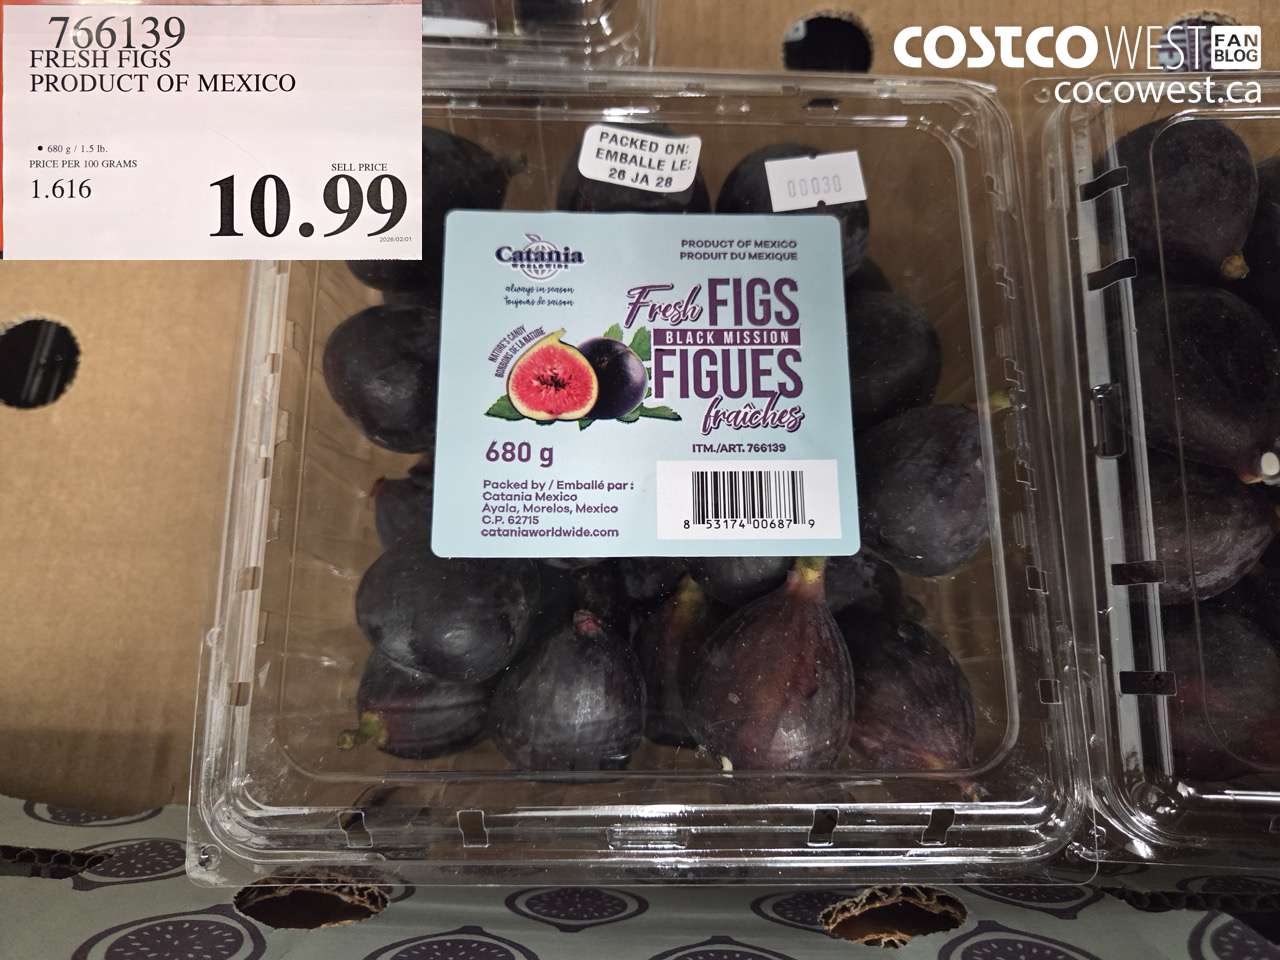 766139
FRESH FIGS
PRODUCT OF MEXICO
• 680 g / 1.5 lb.
PRICE PER 100 GRAMS
1.616
SELL PRICE
10.99
2026/02/01
COSTCO WEST FAN BLOG
cocowest.ca
PACKED ON:
EMBALLE LE:
26 JA 28
00030
Catania
WORLDWIDE
always in season
toujours de saison
PRODUCT OF MEXICO
PRODUIT DU MEXIQUE
Fresh FIGS
BLACK MISSION
FIGUES
fraîches
NATURE'S CANDY
BONBONS DE LA NATURE
680 g
ITM./ART. 766139
Packed by / Emballé par :
Catania Mexico
Ayala, Morelos, Mexico
C.P. 62715
cataniaworldwide.com
8 53174 00687 9